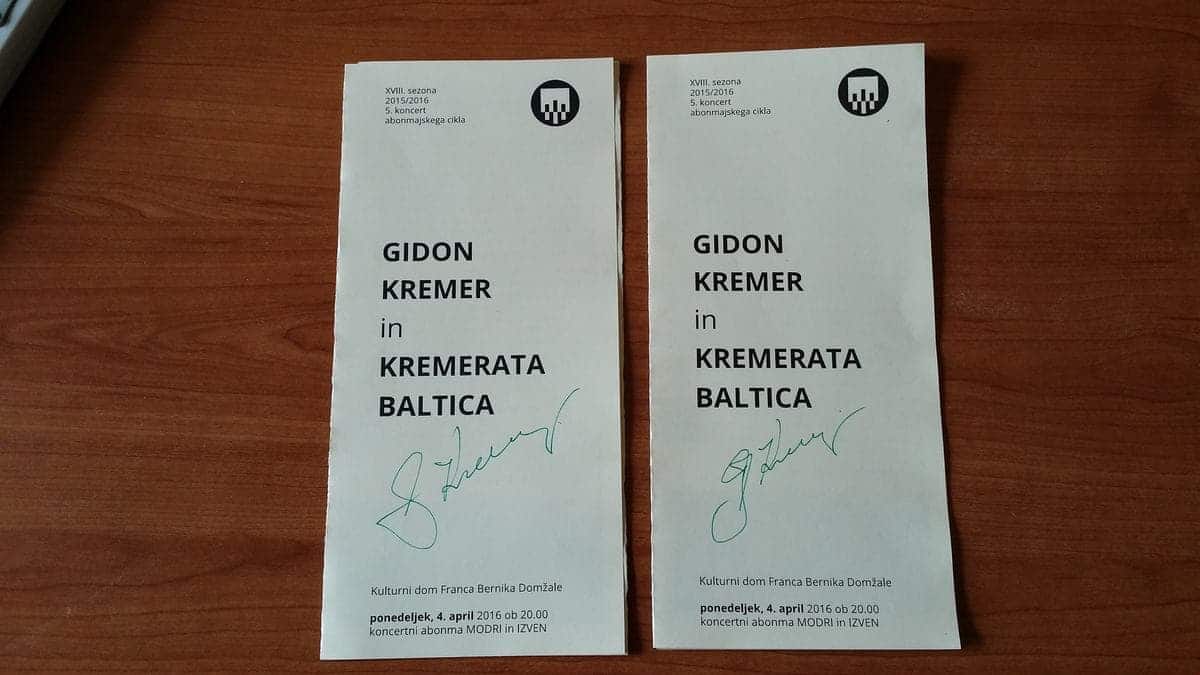 XVIII. sezona
2015/2016
5. koncert
abonmajskega cikla
GIDON
KREMER
in
KREMERATA
BALTICA
G Kremer
Kulturni dom Franca Bernika Domžale
ponedeljek, 4. april 2016 ob 20.00
koncertni abonma MODRI in IZVEN
XVIII. sezona
2015/2016
5. koncert
abonmajskega cikla
GIDON
KREMER
in
KREMERATA
BALTICA
G Kremer
Kulturni dom Franca Bernika Domžale
ponedeljek, 4. april 2016 ob 20.00
koncertni abonma MODRI in IZVEN